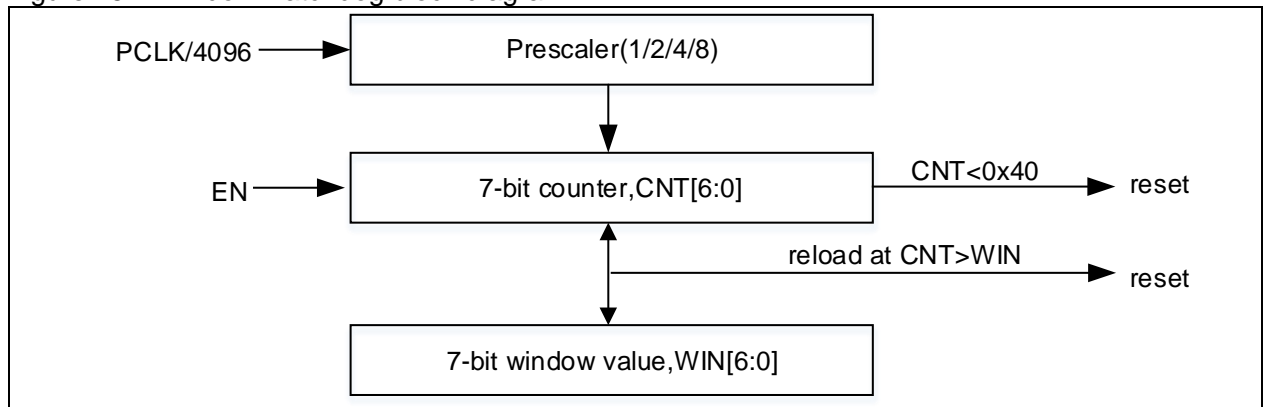 PCLK/4096
Prescaler(1/2/4/8)
EN
7-bit counter,CNT[6:0]
CNT<0x40
reset
reload at CNT>WIN
reset
7-bit window value,WIN[6:0]